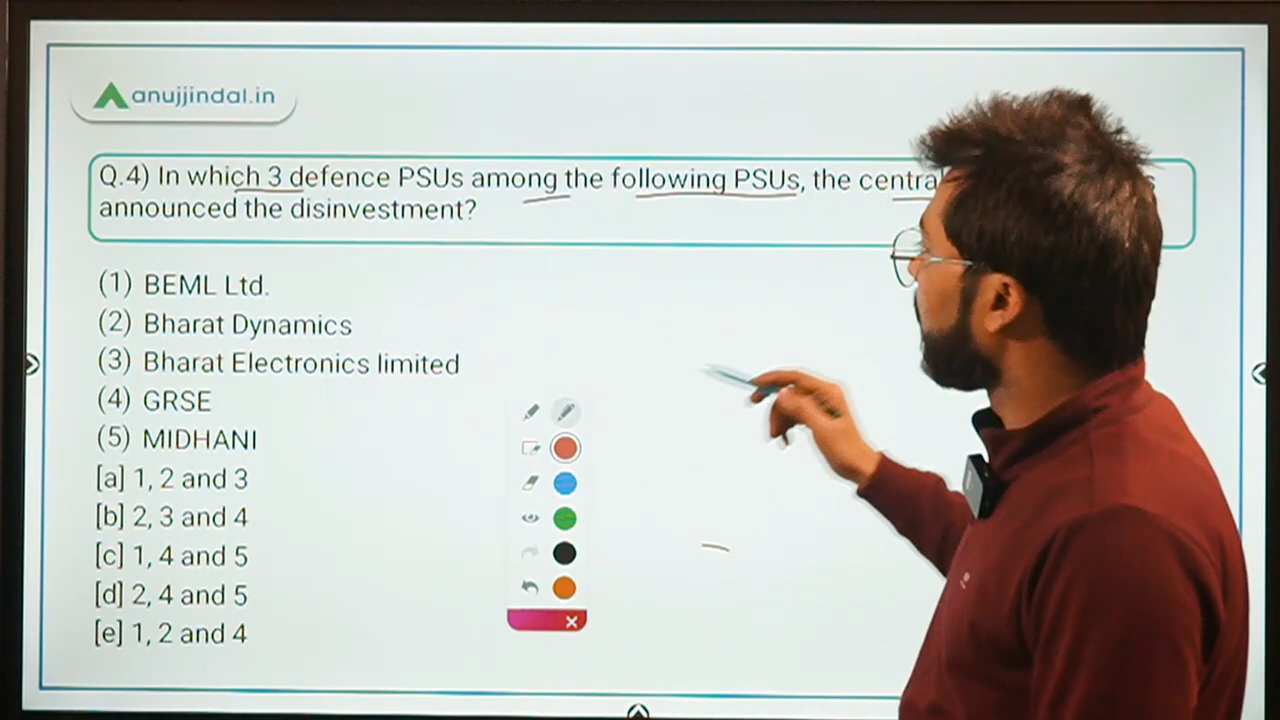 anujjindal.in
Q.4) In which 3 defence PSUs among the following PSUs, the central
announced the disinvestment?
(1) BEML Ltd.
(2) Bharat Dynamics
(3) Bharat Electronics limited
(4) GRSE
(5) MIDHANI
[a] 1, 2 and 3
[b] 2, 3 and 4
[c] 1, 4 and 5
[d] 2, 4 and 5
[e] 1, 2 and 4